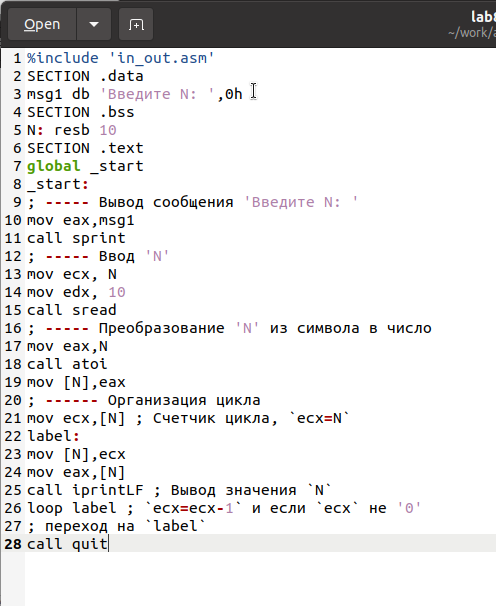 Open
lab8
~/work/a
1 %include 'in_out.asm'
2 SECTION .data
3 msg1 db 'Введите N: ',0h
4 SECTION .bss
5 N: resb 10
6 SECTION .text
7 global _start
8 _start:
9 ; ----- Вывод сообщения 'Введите N: '
10 mov eax,msg1
11 call sprint
12 ; ----- Ввод 'N'
13 mov ecx, N
14 mov edx, 10
15 call sread
16 ; ----- Преобразование 'N' из символа в число
17 mov eax,N
18 call atoi
19 mov [N],eax
20 ; ------ Организация цикла
21 mov ecx,[N] ; Счетчик цикла, `ecx=N`
22 label:
23 mov [N],ecx
24 mov eax,[N]
25 call iprintLF ; Вывод значения `N`
26 loop label ; `ecx=ecx-1` и если `ecx` не '0'
27 ; переход на `label`
28 call quit